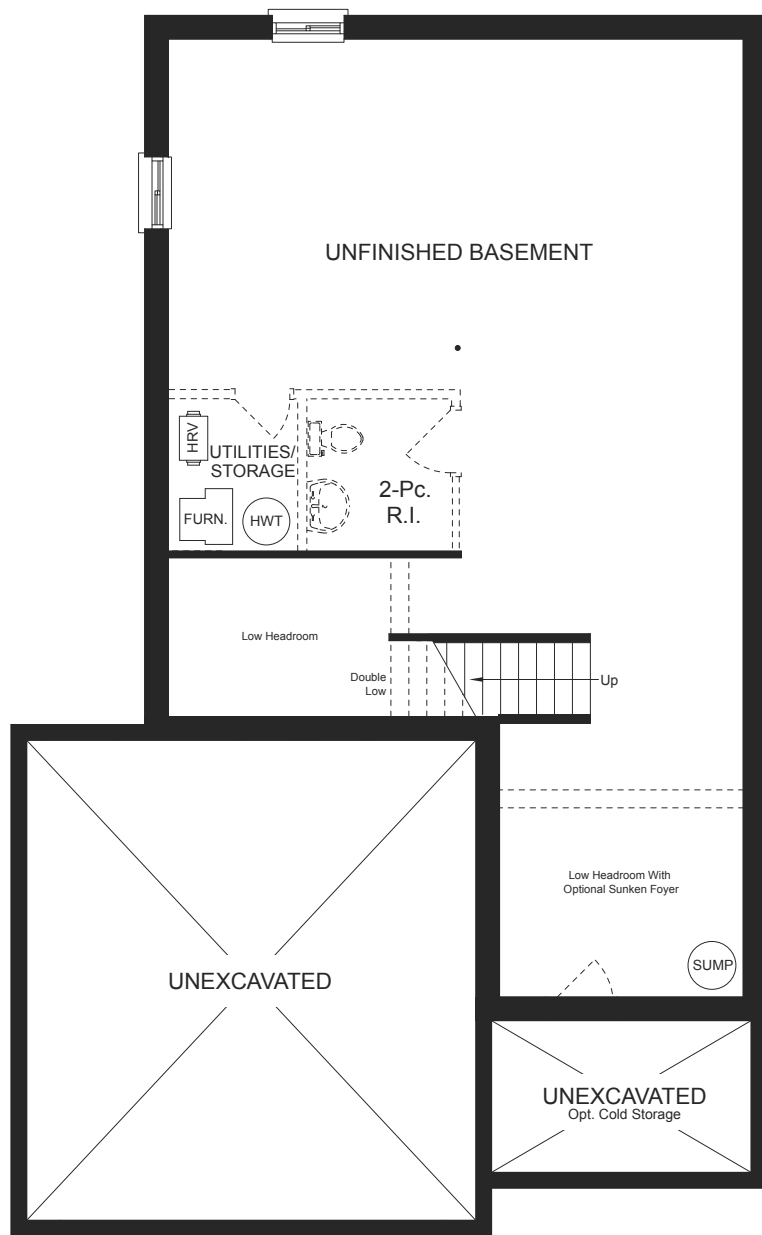 UNFINISHED BASEMENT
HRV
UTILITIES/
STORAGE
2-Pc.
R.I.
FURN.
HWT
Low Headroom
Double
Low
Up
Low Headroom With
Optional Sunken Foyer
SUMP
UNEXCAVATED
UNEXCAVATED
Opt. Cold Storage